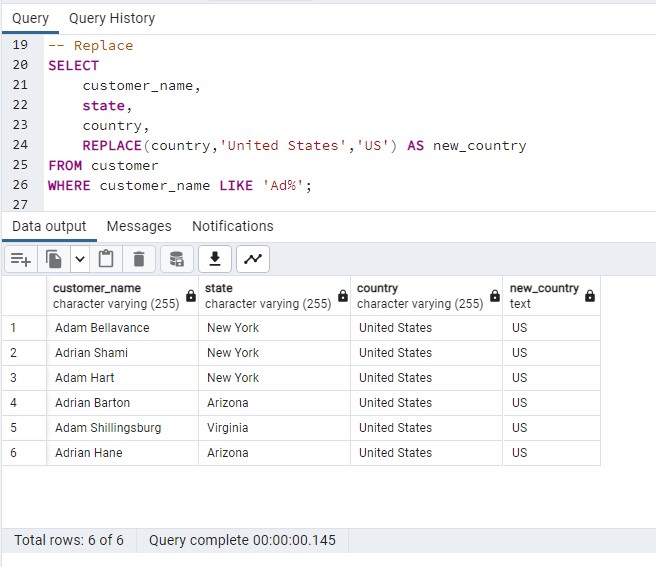 Query Query History
19 -- Replace
20 SELECT
21 customer_name,
22 state,
23 country,
24 REPLACE(country,'United States','US') AS new_country
25 FROM customer
26 WHERE customer_name LIKE 'Ad%';
27
Data output Messages Notifications
customer_name state country new_country
character varying (255) character varying (255) character varying (255) text
1 Adam Bellavance New York United States US
2 Adrian Shami New York United States US
3 Adam Hart New York United States US
4 Adrian Barton Arizona United States US
5 Adam Shillingsburg Virginia United States US
6 Adrian Hane Arizona United States US
Total rows: 6 of 6 Query complete 00:00:00.145